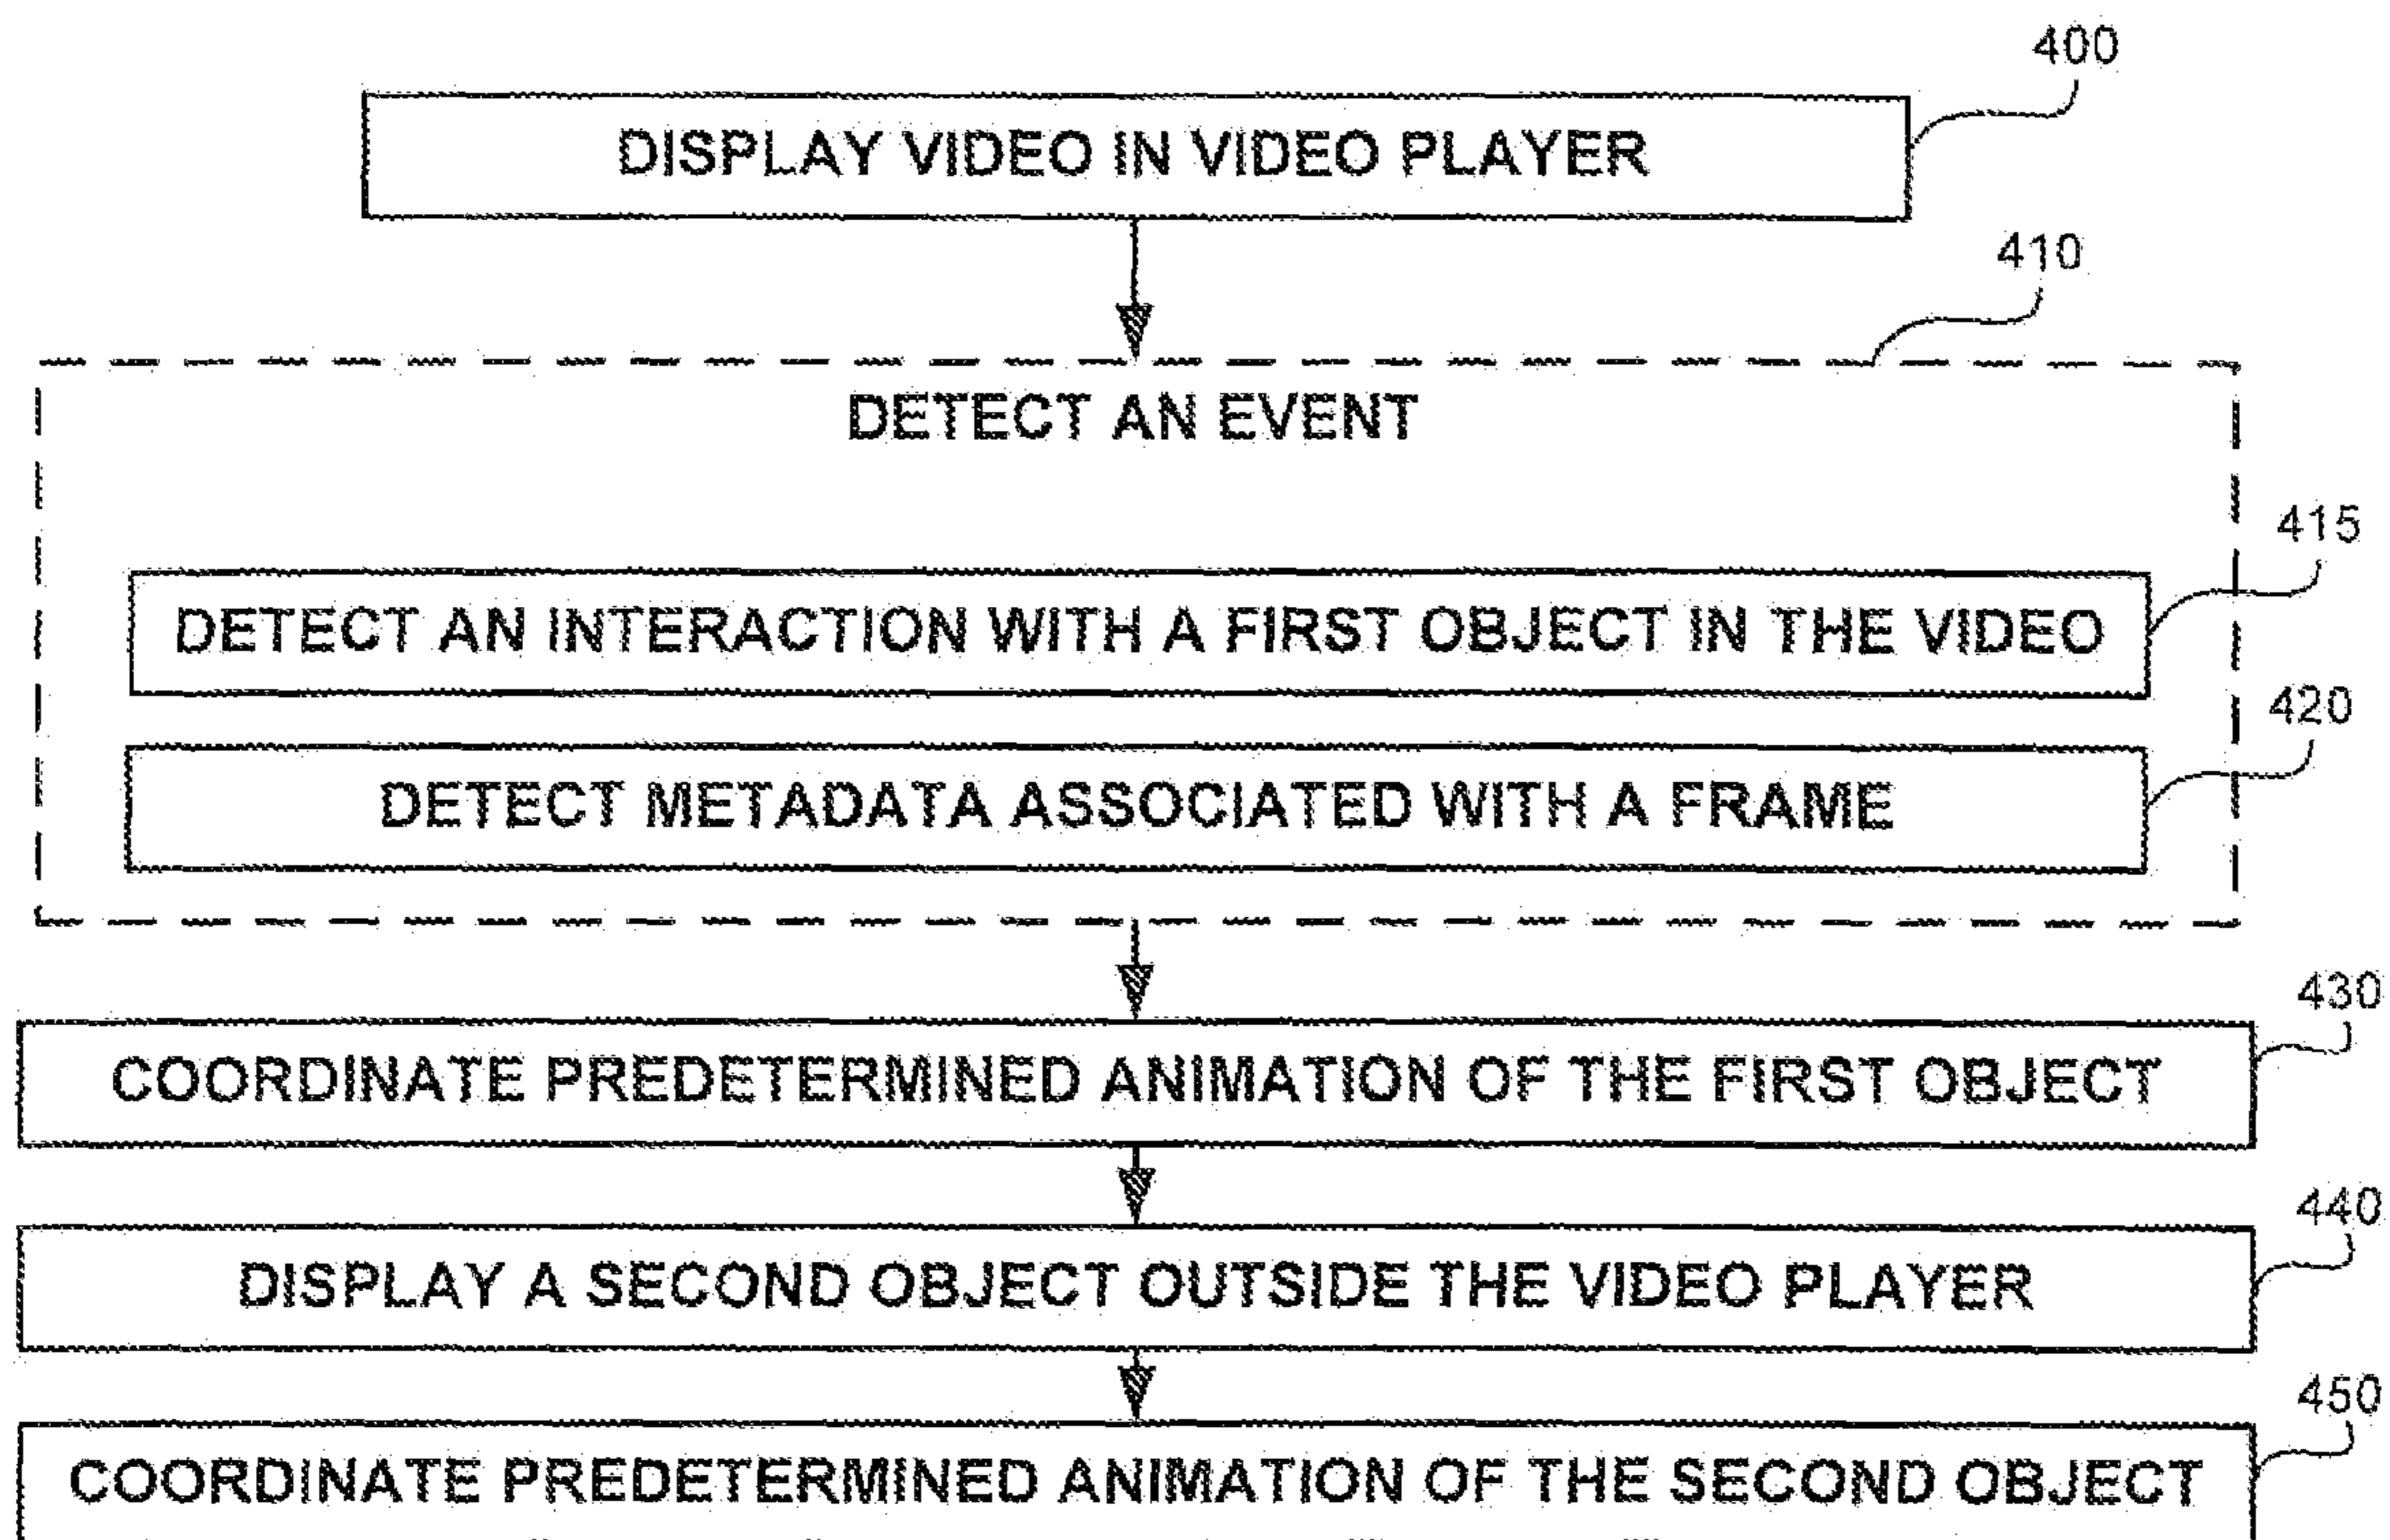 400
DISPLAY VIDEO IN VIDEO PLAYER
410
DETECT AN EVENT
415
DETECT AN INTERACTION WITH A FIRST OBJECT IN THE VIDEO
420
DETECT METADATA ASSOCIATED WITH A FRAME
430
COORDINATE PREDETERMINED ANIMATION OF THE FIRST OBJECT
440
DISPLAY A SECOND OBJECT OUTSIDE THE VIDEO PLAYER
450
COORDINATE PREDETERMINED ANIMATION OF THE SECOND OBJECT